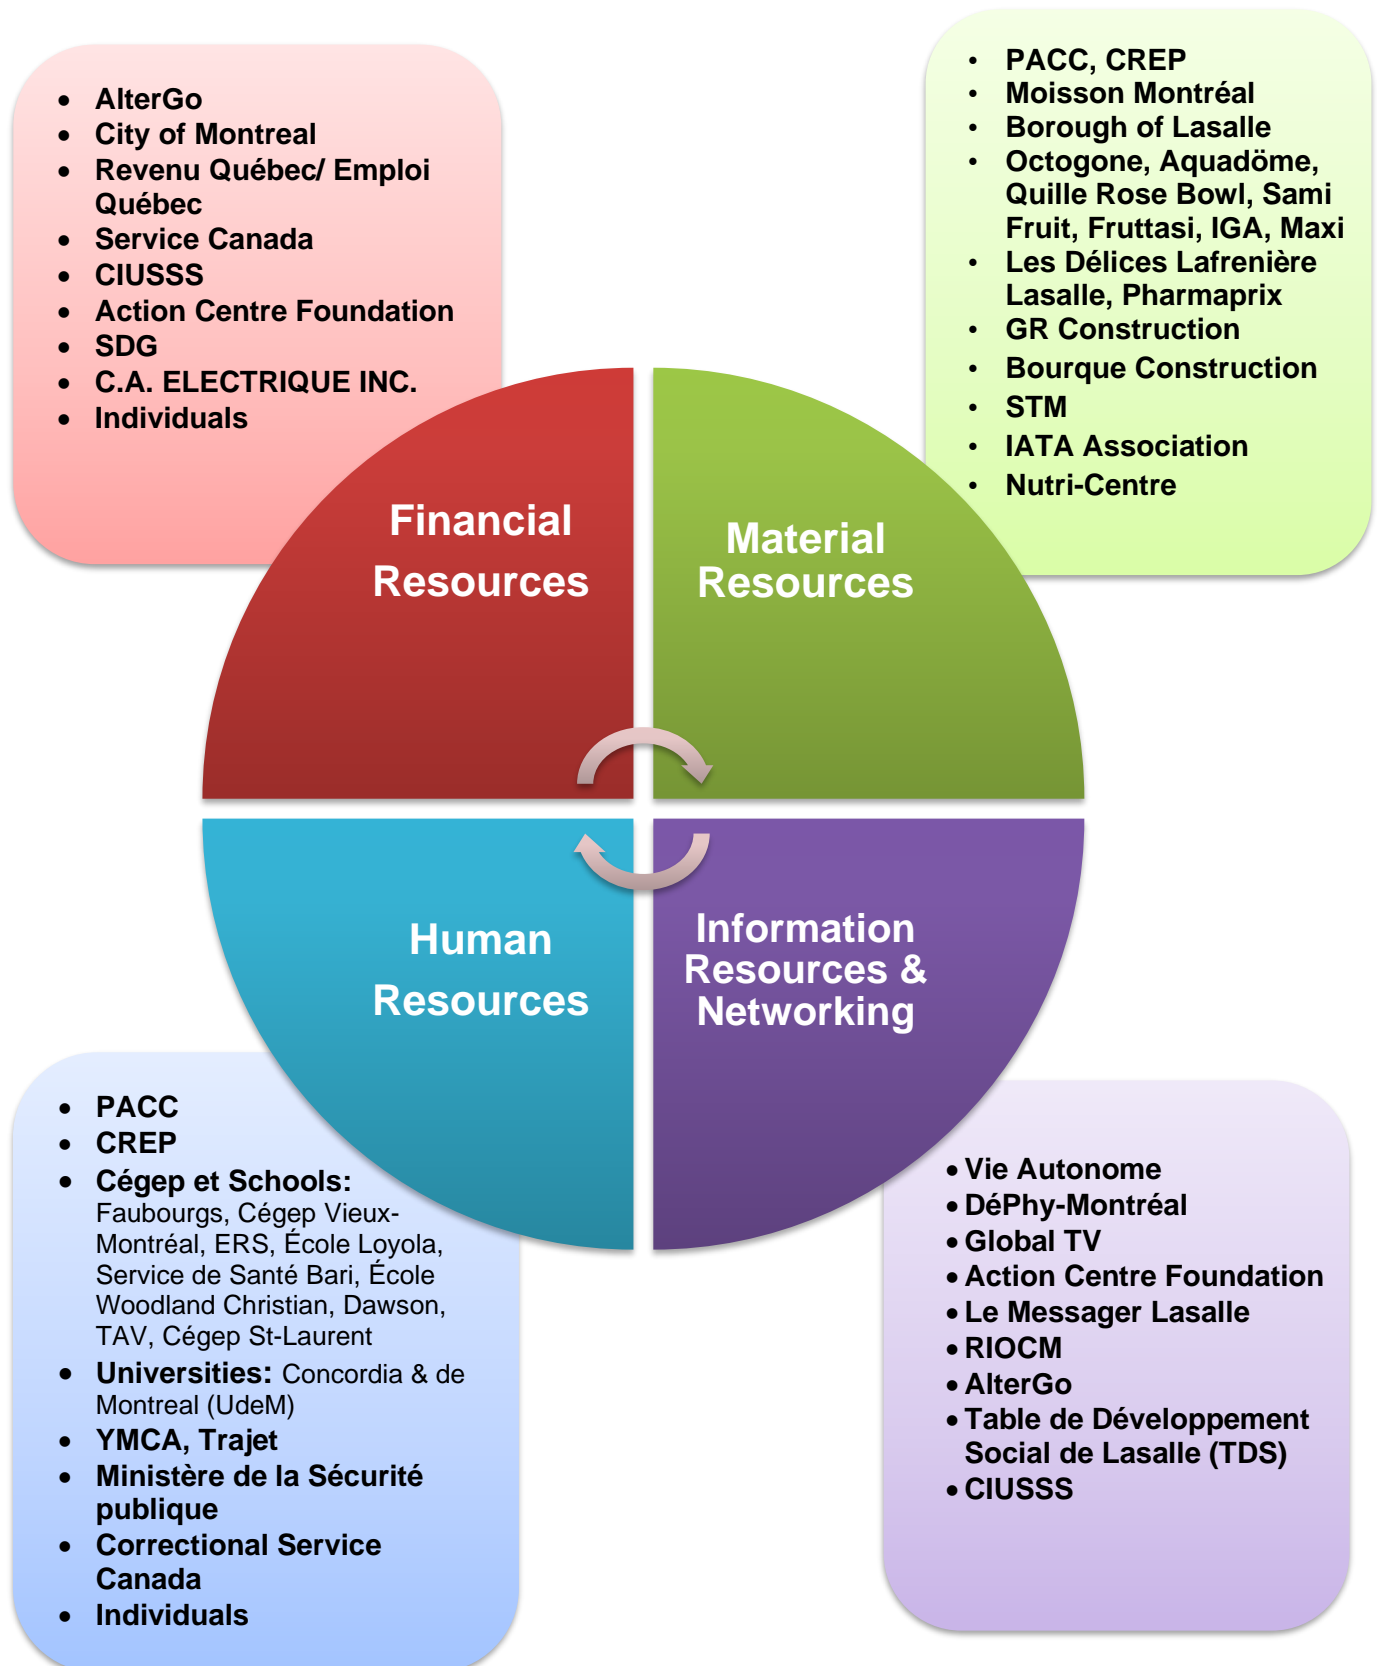 • AlterGo
• City of Montreal
• Revenu Québec/ Emploi
Québec
• Service Canada
• CIUSSS
• Action Centre Foundation
• SDG
• C.A. ELECTRIQUE INC.
• Individuals
• PACC, CREP
• Moisson Montréal
• Borough of Lasalle
• Octogone, Aquadöme,
Quille Rose Bowl, Sami
Fruit, Fruttasi, IGA, Maxi
• Les Délices Lafrenière
Lasalle, Pharmaprix
• GR Construction
• Bourque Construction
• STM
• IATA Association
• Nutri-Centre
Financial
Resources
Material
Resources
Human
Resources
Information
Resources &
Networking
• PACC
• CREP
• Cégep et Schools:
Faubourgs, Cégep Vieux-
Montréal, ERS, École Loyola,
Service de Santé Bari, École
Woodland Christian, Dawson,
TAV, Cégep St-Laurent
• Universities: Concordia & de
Montreal (UdeM)
• YMCA, Trajet
• Ministère de la Sécurité
publique
• Correctional Service
Canada
• Individuals
• Vie Autonome
• DéPhy-Montréal
• Global TV
• Action Centre Foundation
• Le Messager Lasalle
• RIOCM
• AlterGo
• Table de Développement
Social de Lasalle (TDS)
• CIUSSS